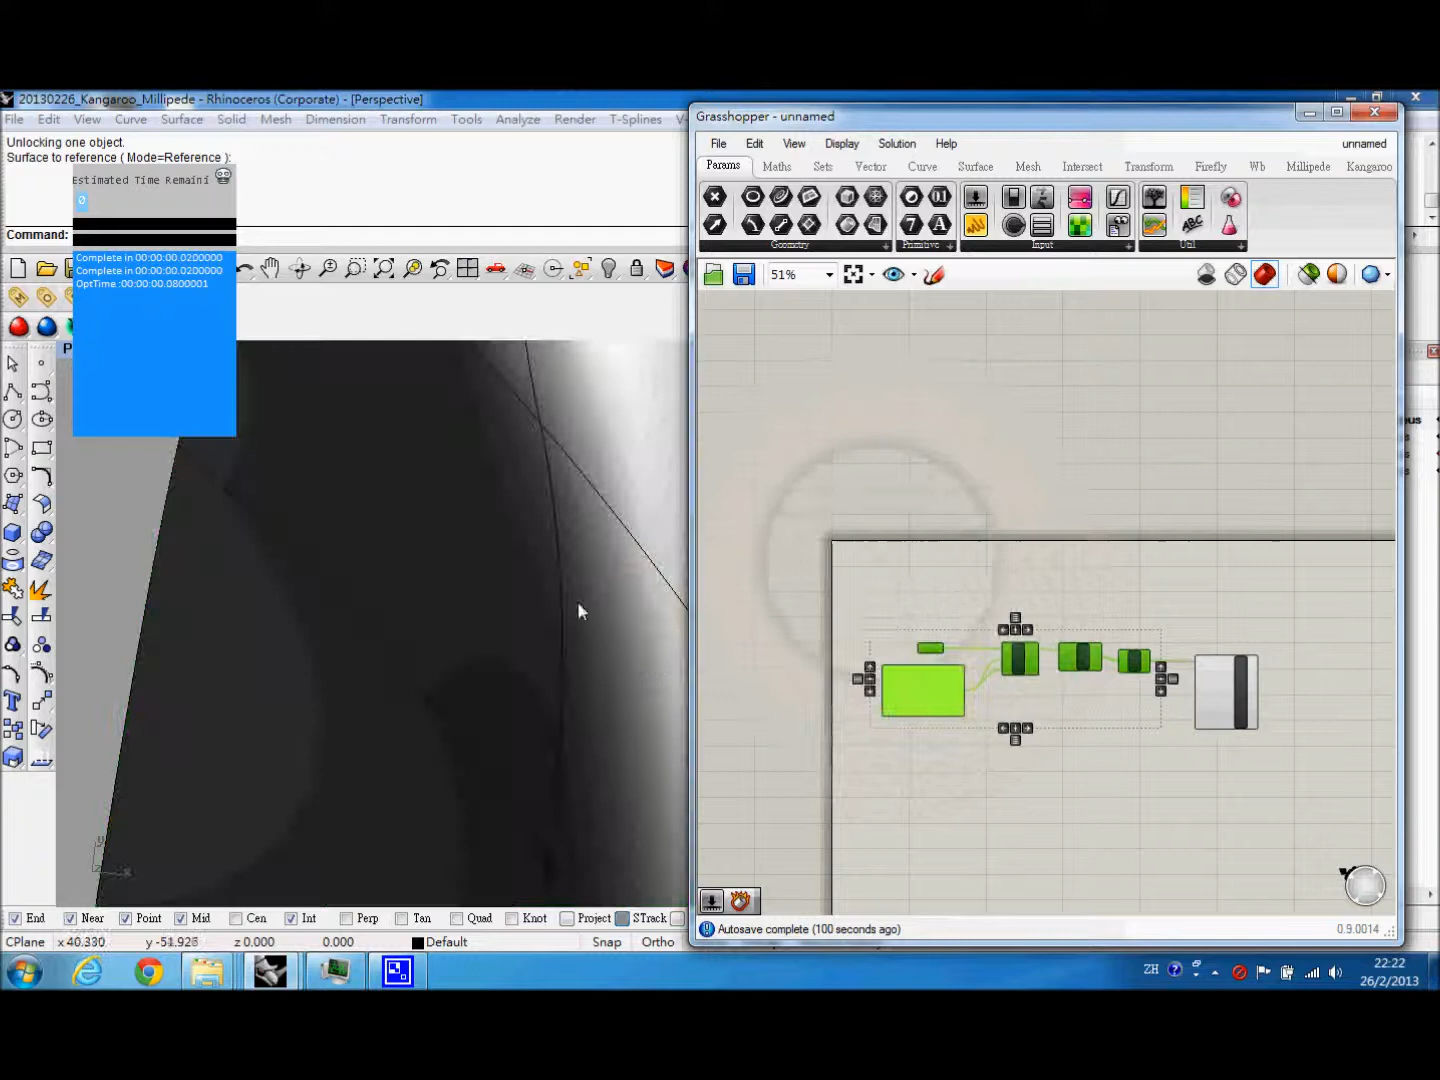 20130226_Kangaroo_Millipede - Rhinoceros (Corporate) - [Perspective]
File Edit View Curve Surface Solid Mesh Dimension Transform Tools Analyze Render T-Splines
Unlocking one object.
Surface to reference ( Mode=Reference ):
Estimated Time Remaini
0
Command:
Complete in 00:00:00.0200000
Complete in 00:00:00.0200000
OptTime :00:00:00.0800001
Grasshopper - unnamed
File Edit View Display Solution Help
unnamed
Params Maths Sets Vector Curve Surface Mesh Intersect Transform Firefly Wb Millipede Kangaroo
Geometry Primitive Input Util
51%
Autosave complete (100 seconds ago)
0.9.0014
End Near Point Mid Cen Int Perp Tan Quad Knot Project STrack
CPlane x 40.330 y -51.928 z 0.000 0.000 Default Snap Ortho
ZH
22:22
26/2/2013